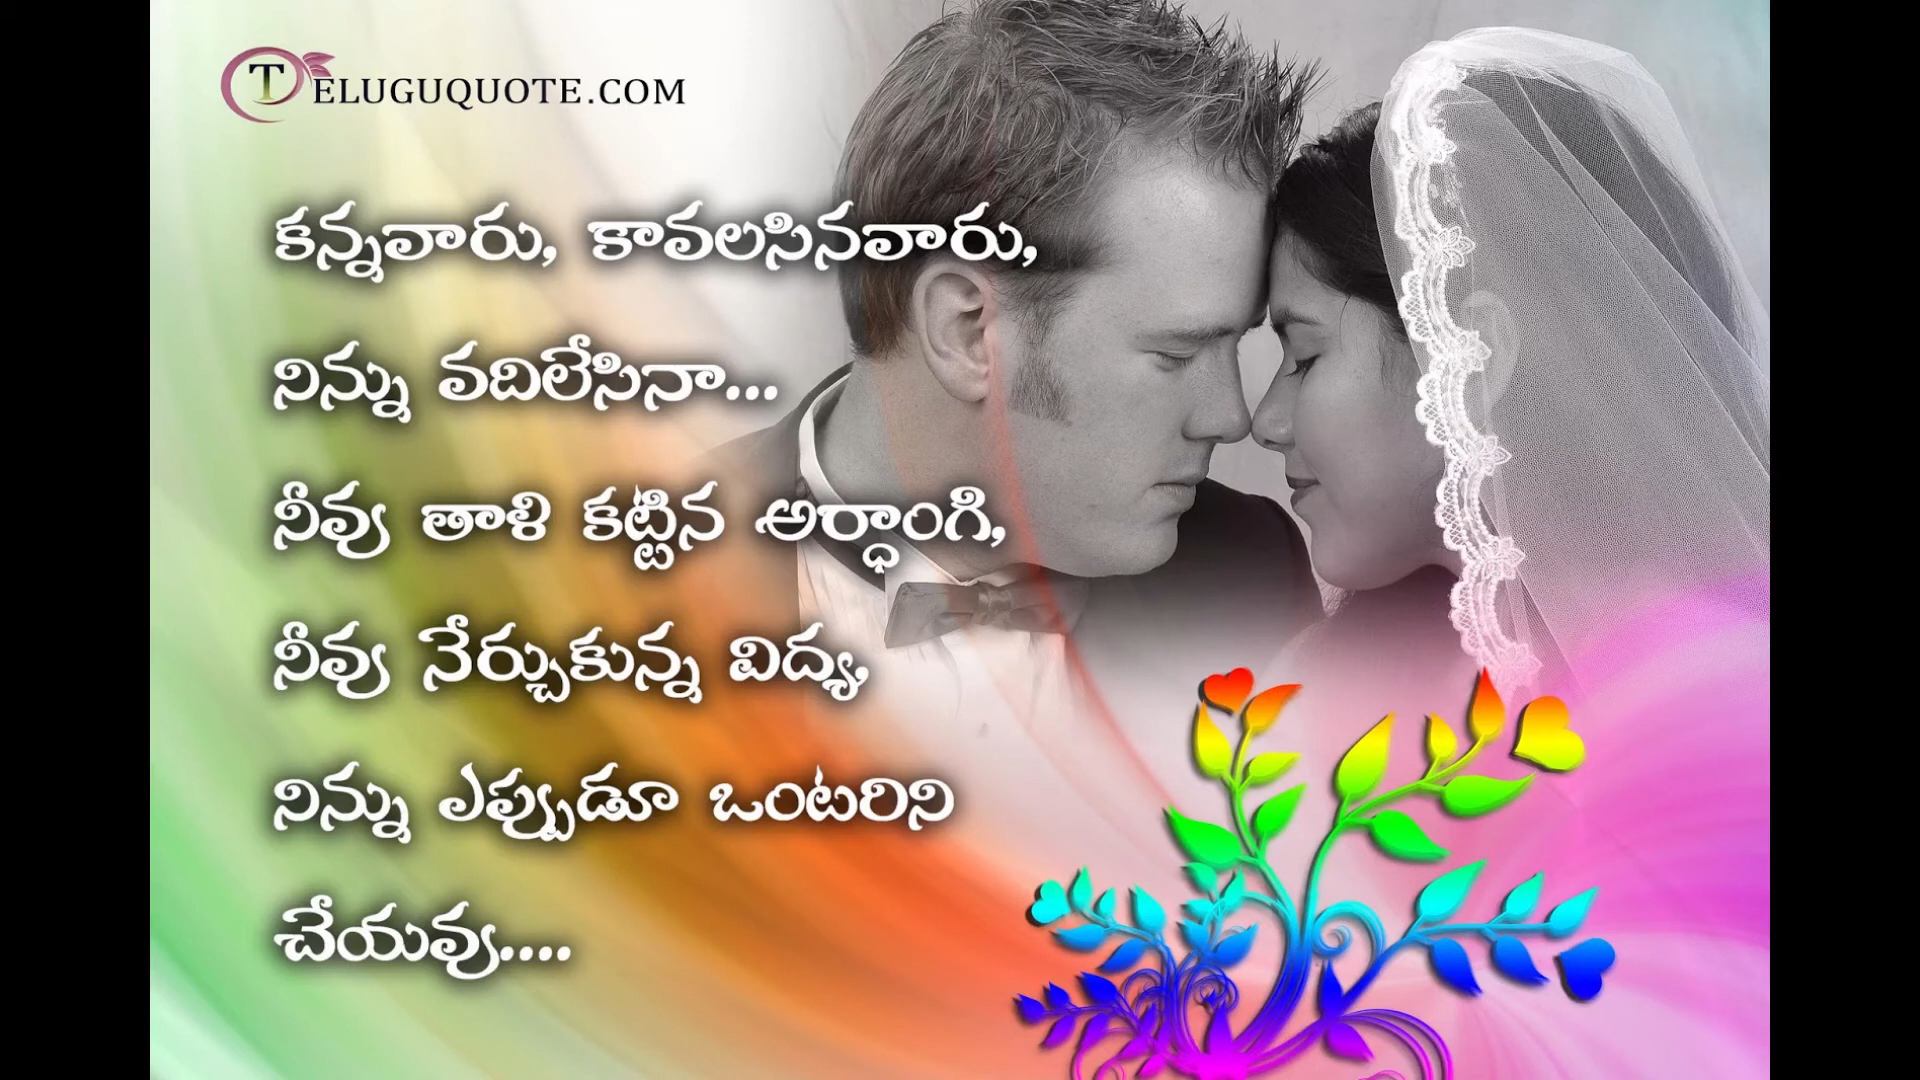 TELUGUQUOTE.COM
కన్నవారు, కావలసినవారు,
నిన్ను వదిలేసినా...
నీవు తాళి కట్టిన అర్ధాంగి,
నీవు నేర్చుకున్న విద్య,
నిన్ను ఎప్పుడూ ఒంటరిని
చేయవు....